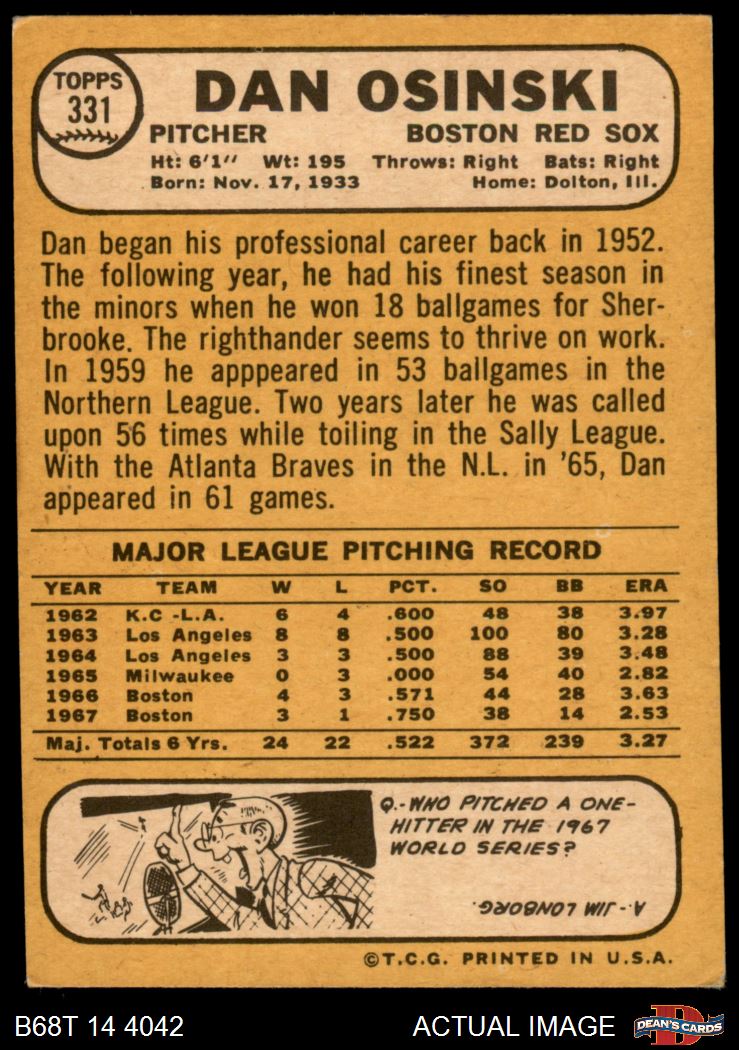 TOPPS
331
DAN OSINSKI
PITCHER BOSTON RED SOX
Ht: 6'1'' Wt: 195 Throws: Right Bats: Right
Born: Nov. 17, 1933 Home: Dolton, Ill.
Dan began his professional career back in 1952.
The following year, he had his finest season in
the minors when he won 18 ballgames for Sher-
brooke. The righthander seems to thrive on work.
In 1959 he apppeared in 53 ballgames in the
Northern League. Two years later he was called
upon 56 times while toiling in the Sally League.
With the Atlanta Braves in the N.L. in '65, Dan
appeared in 61 games.
MAJOR LEAGUE PITCHING RECORD
YEAR TEAM W L PCT. SO BB ERA
1962 K.C -L.A. 6 4 .600 48 38 3.97
1963 Los Angeles 8 8 .500 100 80 3.28
1964 Los Angeles 3 3 .500 88 39 3.48
1965 Milwaukee 0 3 .000 54 40 2.82
1966 Boston 4 3 .571 44 28 3.63
1967 Boston 3 1 .750 38 14 2.53
Maj. Totals 6 Yrs. 24 22 .522 372 239 3.27
Q.-WHO PITCHED A ONE-
HITTER IN THE 1967
WORLD SERIES?
A.- JIM LONBORG.
©T.C.G. PRINTED IN U.S.A.
B68T 14 4042 ACTUAL IMAGE DEAN'S CARDS